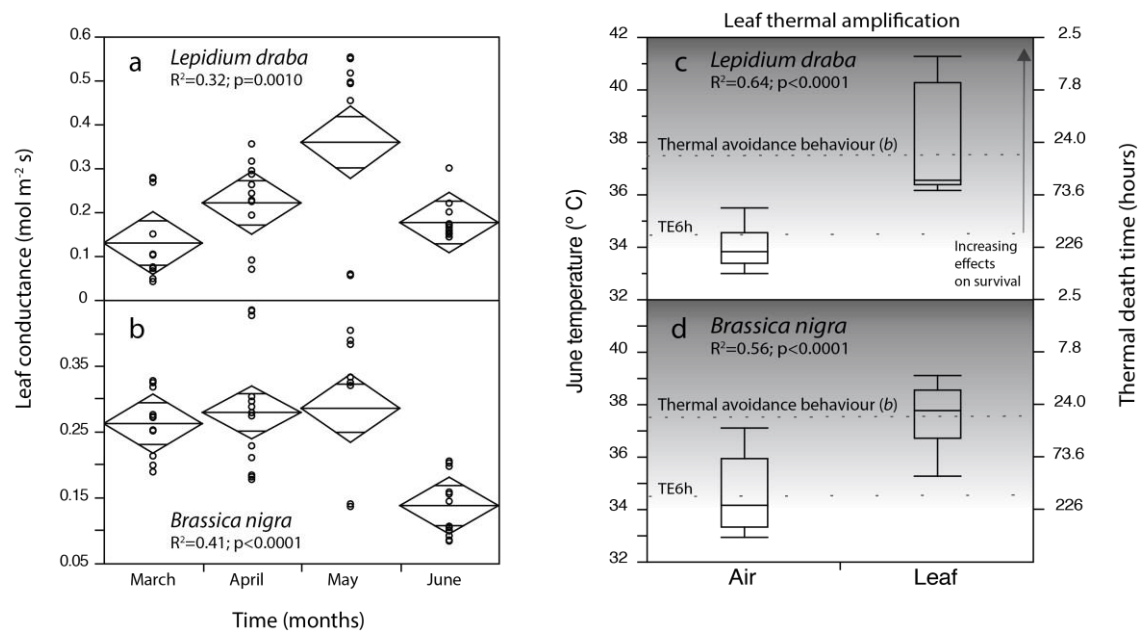 Leaf thermal amplification
a
Lepidium draba
R²=0.32; p=0.0010
0.6
0.5
0.4
0.3
0.2
0.1
0
Leaf conductance (mol m⁻² s)
b
Brassica nigra
R²=0.41; p<0.0001
0.35
0.25
0.15
0.05
March
April
May
June
Time (months)
c
Lepidium draba
R²=0.64; p<0.0001
42
40
38
36
34
32
Thermal avoidance behaviour (b)
TE6h
Increasing
effects
on survival
2.5
7.8
24.0
73.6
226
2.5
June temperature (° C)
Thermal death time (hours)
d
Brassica nigra
R²=0.56; p<0.0001
40
38
36
34
32
Thermal avoidance behaviour (b)
TE6h
7.8
24.0
73.6
226
Air
Leaf